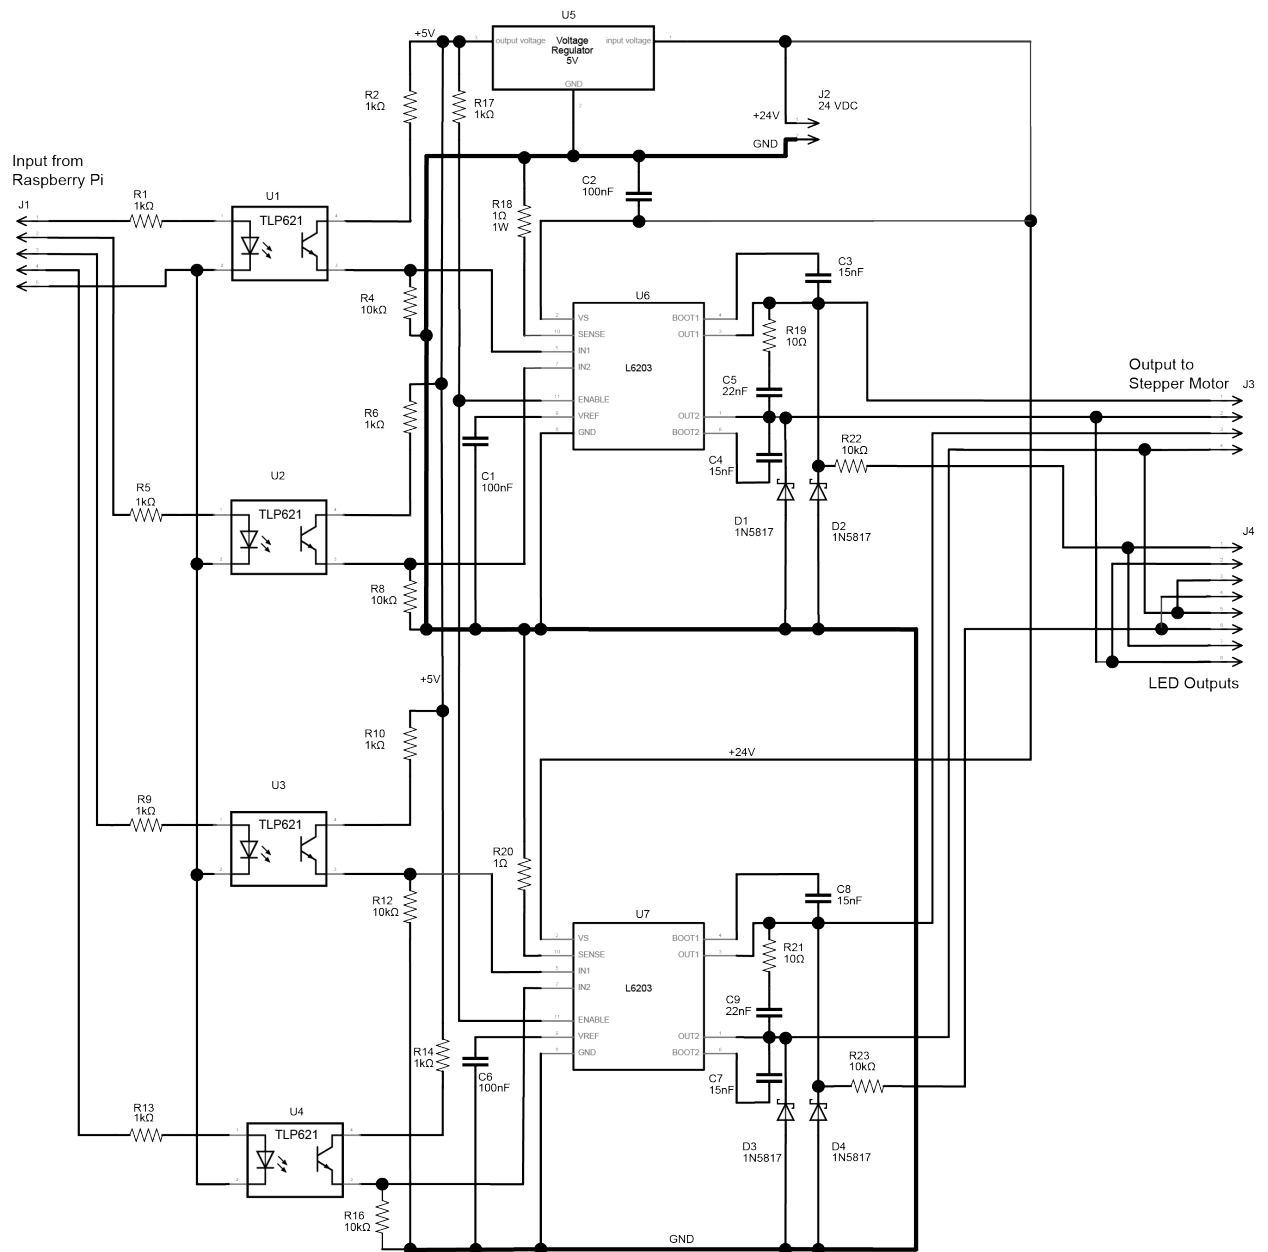 U5
+5V
output voltage
Voltage
Regulator
5V
input voltage
GND
R2
1kΩ
R17
1kΩ
J2
24 VDC
+24V
GND
Input from
Raspberry Pi
J1
R1
1kΩ
U1
TLP621
C2
100nF
R18
1Ω
1W
R4
10kΩ
U6
C3
15nF
VS
SENSE
IN1
IN2
ENABLE
VREF
GND
L6203
BOOT1
OUT1
OUT2
BOOT2
R19
10Ω
C5
22nF
C4
15nF
R22
10kΩ
Output to
Stepper Motor
J3
R6
1kΩ
C1
100nF
D1
1N5817
D2
1N5817
R5
1kΩ
U2
TLP621
R8
10kΩ
J4
LED Outputs
+5V
R10
1kΩ
+24V
U3
R9
1kΩ
TLP621
R12
10kΩ
R20
1Ω
U7
C8
15nF
VS
SENSE
IN1
IN2
ENABLE
VREF
GND
L6203
BOOT1
OUT1
OUT2
BOOT2
R21
10Ω
C9
22nF
C7
15nF
R23
10kΩ
R14
1kΩ
C6
100nF
D3
1N5817
D4
1N5817
R13
1kΩ
U4
TLP621
R16
10kΩ
GND